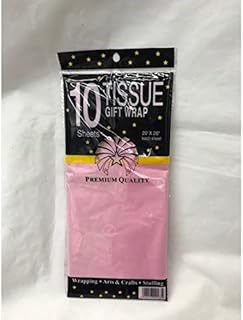 10 TISSUE
Sheets GIFT WRAP
20" X 20"
PREMIUM QUALITY
Wrapping • Arts & Crafts • Stuffing